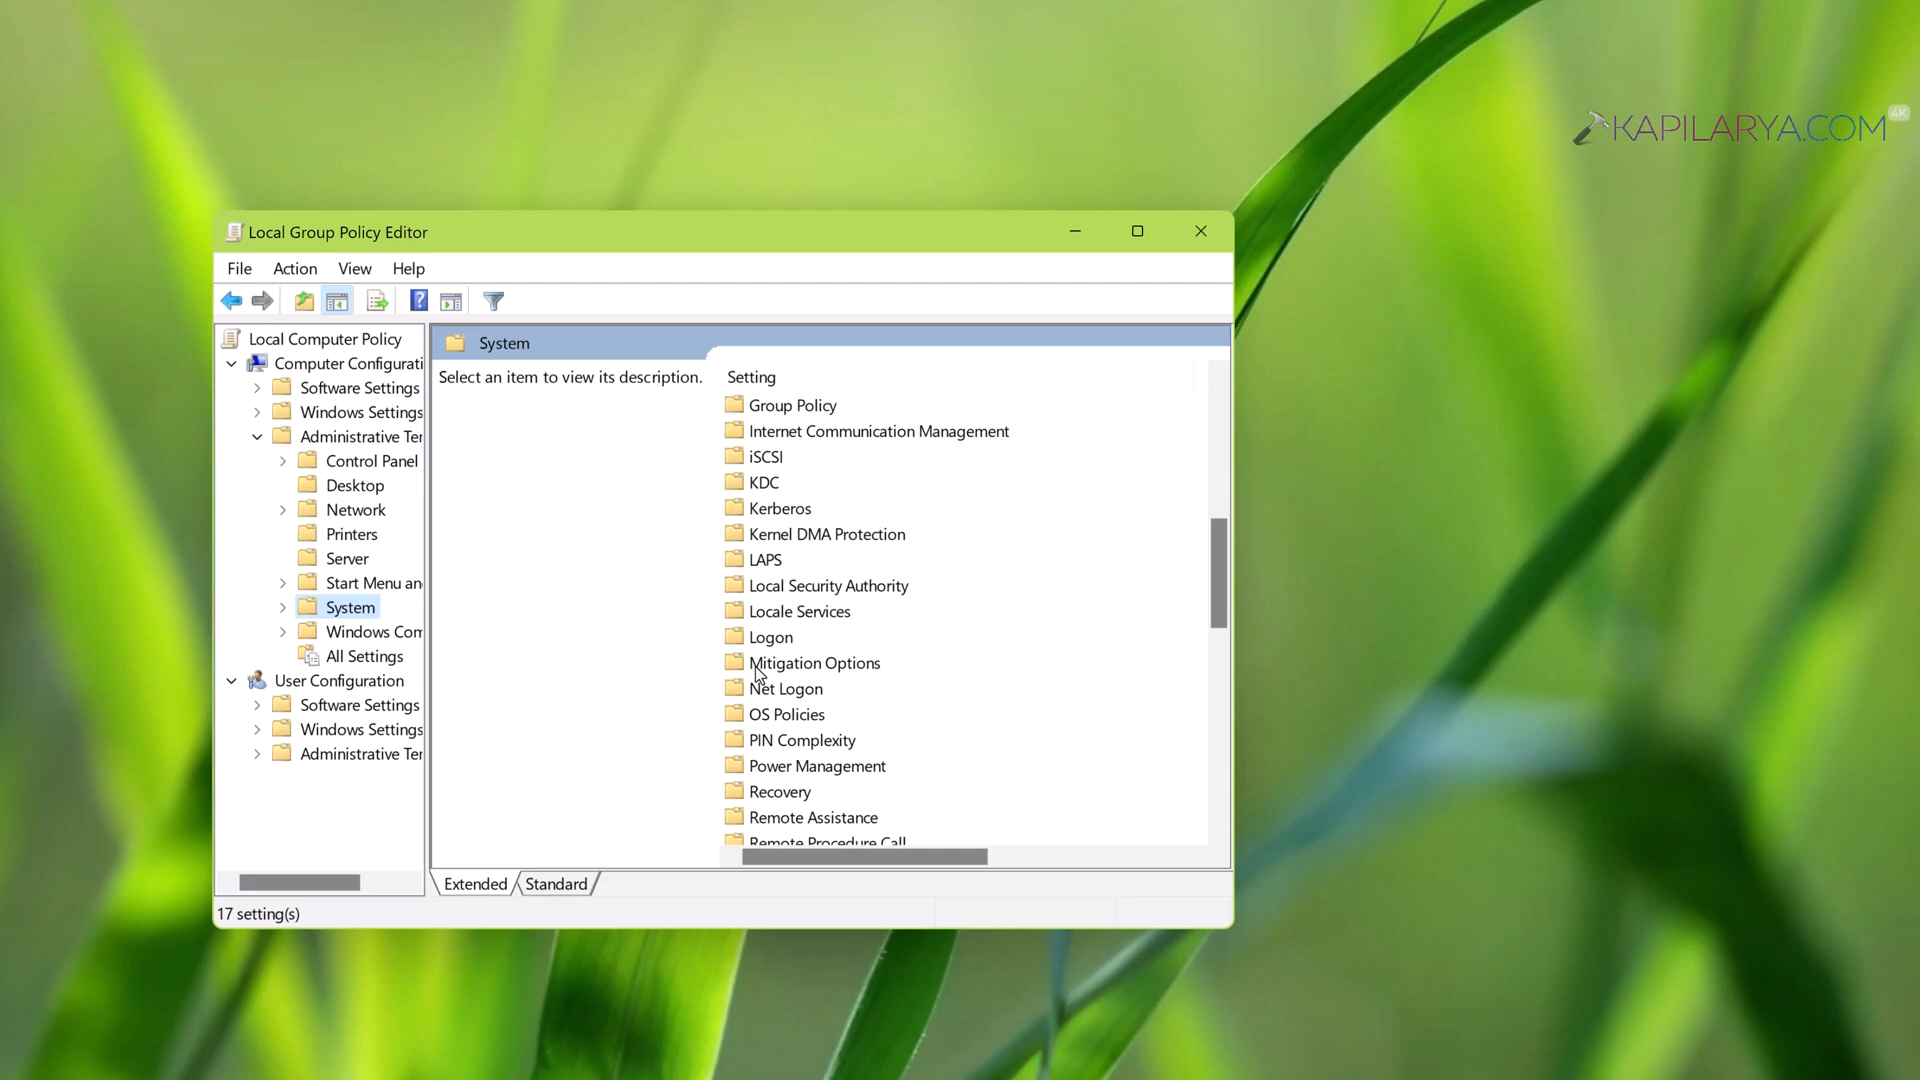 4K
KAPILARYA.COM
Local Group Policy Editor
File Action View Help
Local Computer Policy
Computer Configurati
Software Settings
Windows Settings
Administrative Ter
Control Panel
Desktop
Network
Printers
Server
Start Menu an
System
Windows Com
All Settings
User Configuration
Software Settings
Windows Settings
Administrative Ter
System
Select an item to view its description.
Setting
Group Policy
Internet Communication Management
iSCSI
KDC
Kerberos
Kernel DMA Protection
LAPS
Local Security Authority
Locale Services
Logon
Mitigation Options
Net Logon
OS Policies
PIN Complexity
Power Management
Recovery
Remote Assistance
Remote Procedure Call
Extended Standard
17 setting(s)